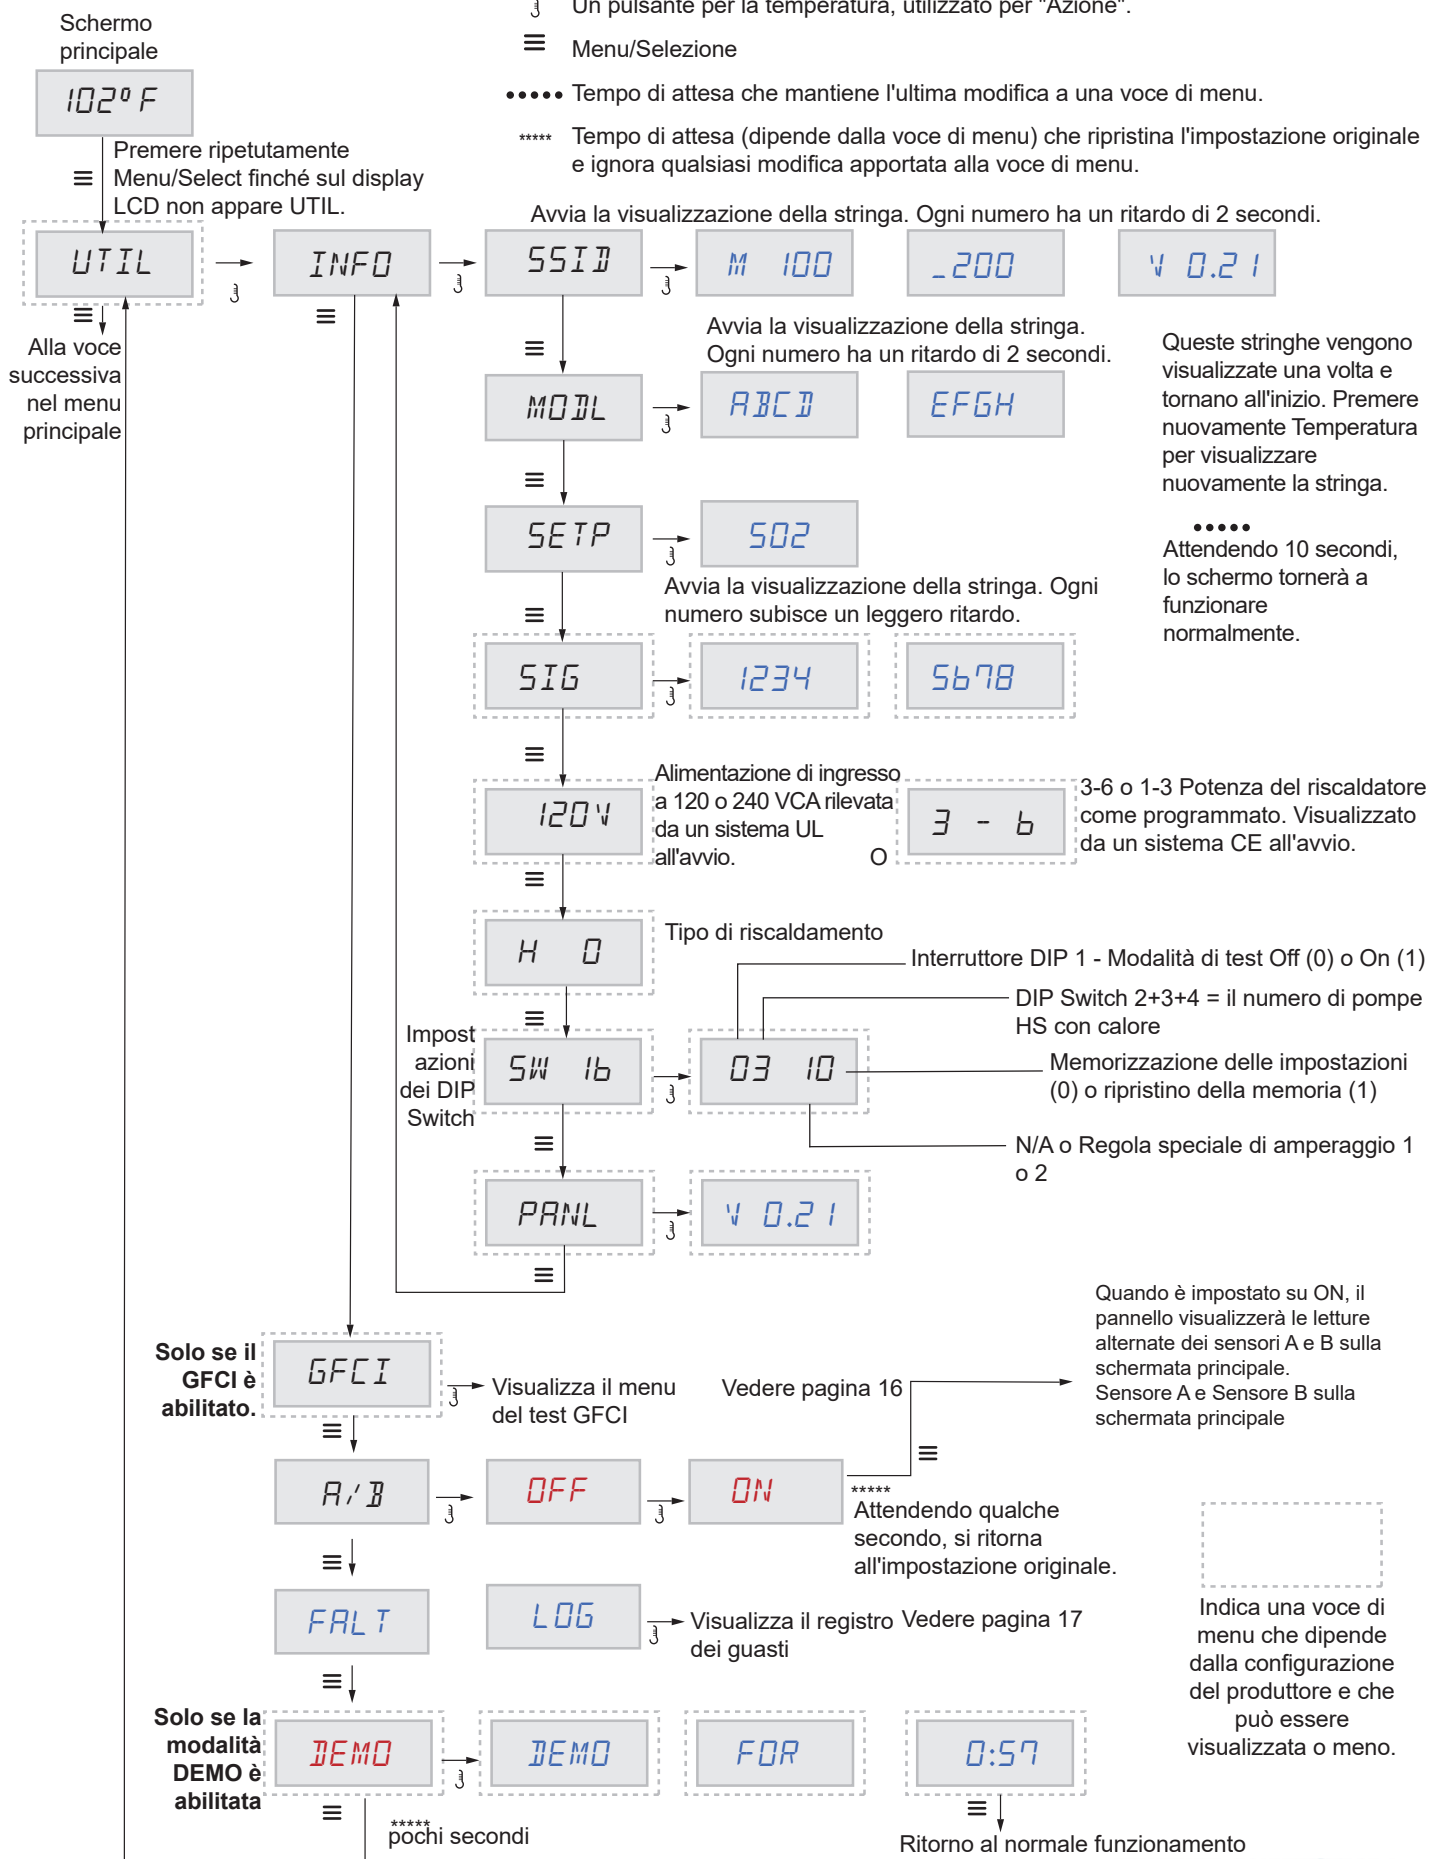 Un pulsante per la temperatura, utilizzato per "Azione".
Schermo
principale
Menu/Selezione
102º F
Tempo di attesa che mantiene l'ultima modifica a una voce di menu.
***** Tempo di attesa (dipende dalla voce di menu) che ripristina l'impostazione originale
e ignora qualsiasi modifica apportata alla voce di menu.
Premere ripetutamente
Menu/Select finché sul display
LCD non appare UTIL.
Avvia la visualizzazione della stringa. Ogni numero ha un ritardo di 2 secondi.
UTIL
INFO
SSID
M 100
_200
V 0.21
Alla voce
successiva
nel menu
principale
Avvia la visualizzazione della stringa.
Ogni numero ha un ritardo di 2 secondi.
MODL
ABCD
EFGH
Queste stringhe vengono
visualizzate una volta e
tornano all'inizio. Premere
nuovamente Temperatura
per visualizzare
nuovamente la stringa.
•••••
Attendendo 10 secondi,
lo schermo tornerà a
funzionare
normalmente.
SETP
S02
Avvia la visualizzazione della stringa. Ogni
numero subisce un leggero ritardo.
SIG
1234
5678
120V
Alimentazione di ingresso
a 120 o 240 VCA rilevata
da un sistema UL
all'avvio.
O
3 - 6
3-6 o 1-3 Potenza del riscaldatore
come programmato. Visualizzato
da un sistema CE all'avvio.
H 0
Tipo di riscaldamento
Interruttore DIP 1 - Modalità di test Off (0) o On (1)
DIP Switch 2+3+4 = il numero di pompe
HS con calore
Impost
azioni
dei DIP
Switch
SW 16
03 10
Memorizzazione delle impostazioni
(0) o ripristino della memoria (1)
N/A o Regola speciale di amperaggio 1
o 2
PANL
V 0.21
Quando è impostato su ON, il
pannello visualizzerà le letture
alternate dei sensori A e B sulla
schermata principale.
Sensore A e Sensore B sulla
schermata principale
Solo se il
GFCI è
abilitato.
GFCI
Visualizza il menu
del test GFCI
Vedere pagina 16
A/B
OFF
ON
*****
Attendendo qualche
secondo, si ritorna
all'impostazione originale.
FALT
LOG
Visualizza il registro
dei guasti
Vedere pagina 17
Indica una voce di
menu che dipende
dalla configurazione
del produttore e che
può essere
visualizzata o meno.
Solo se la
modalità
DEMO è
abilitata
DEMO
DEMO
FOR
0:57
*****
pochi secondi
Ritorno al normale funzionamento